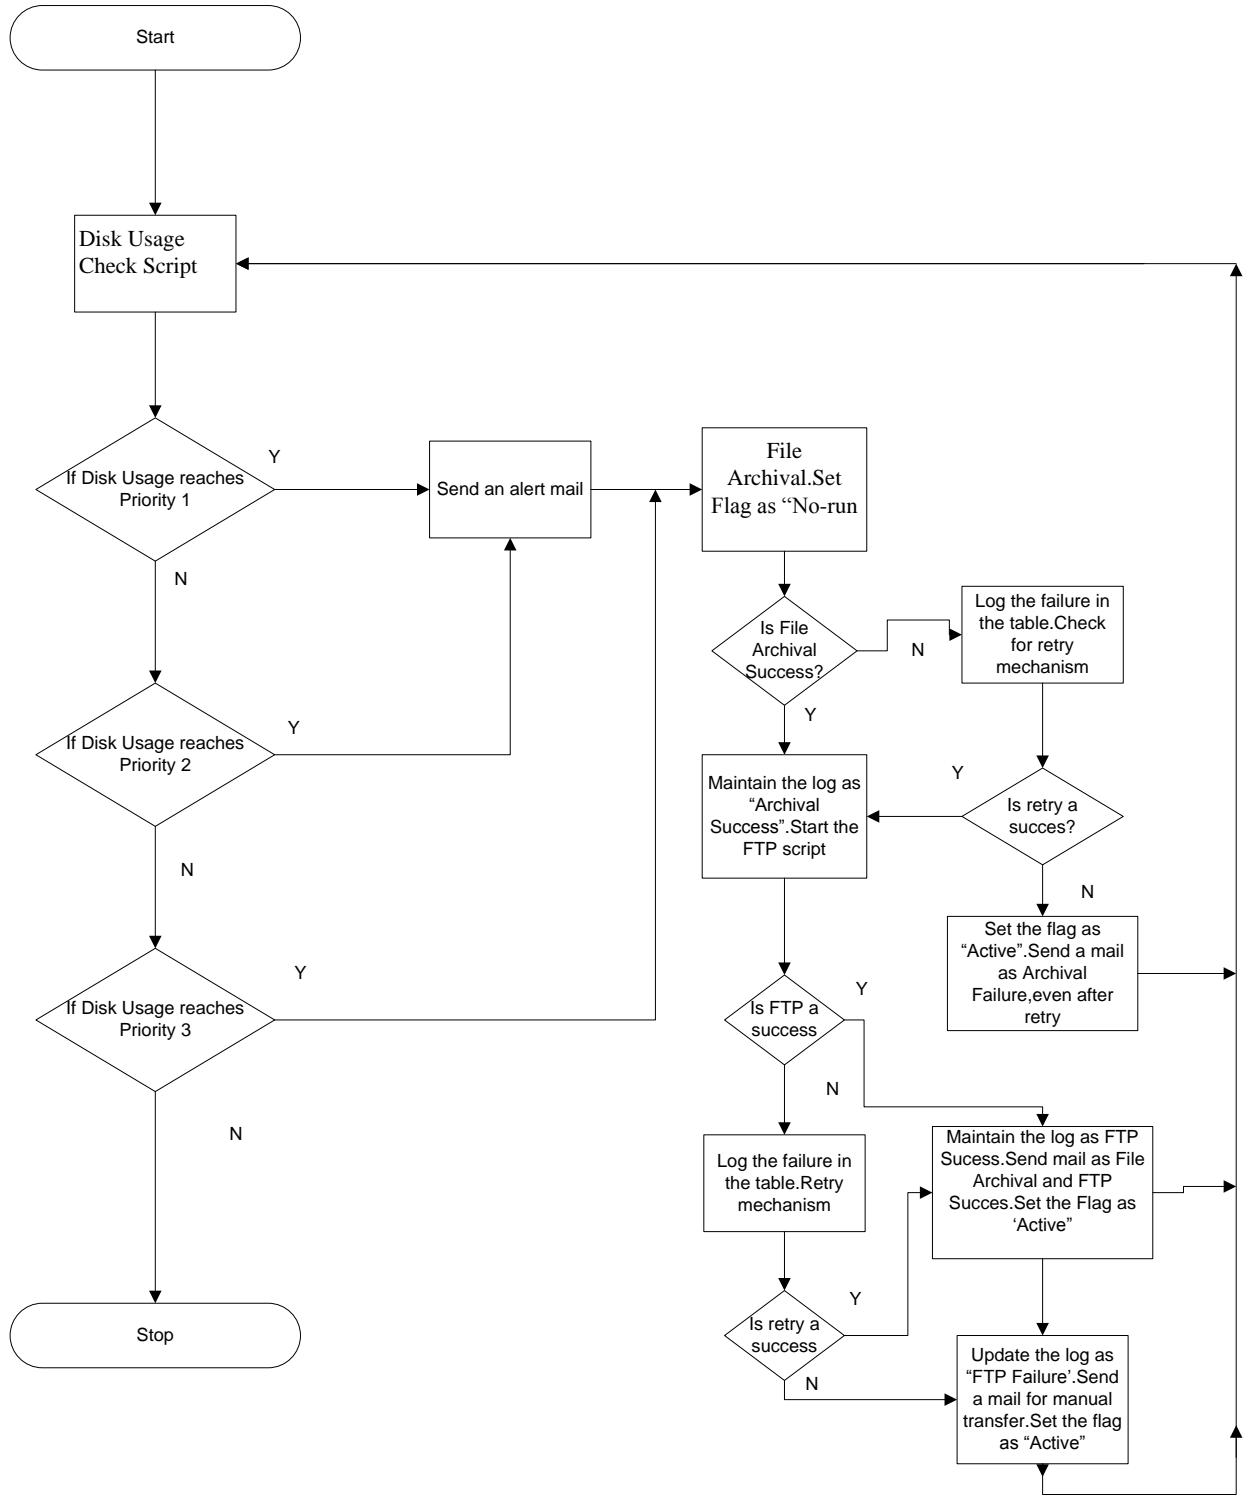 Start
Disk Usage
Check Script
If Disk Usage reaches
Priority 1
Y
N
Send an alert mail
File
Archival.Set
Flag as “No-run
If Disk Usage reaches
Priority 2
Y
N
Is File
Archival
Success?
N
Y
Log the failure in
the table.Check
for retry
mechanism
Maintain the log as
“Archival
Success”.Start the
FTP script
Y
Is retry a
succes?
N
Set the flag as
“Active”.Send a mail
as Archival
Failure,even after
retry
If Disk Usage reaches
Priority 3
Y
N
Is FTP a
success
Y
N
Log the failure in
the table.Retry
mechanism
Maintain the log as FTP
Sucess.Send mail as File
Archival and FTP
Succes.Set the Flag as
‘Active”
Is retry a
success
Y
N
Update the log as
“FTP Failure’.Send
a mail for manual
transfer.Set the flag
as “Active”
Stop